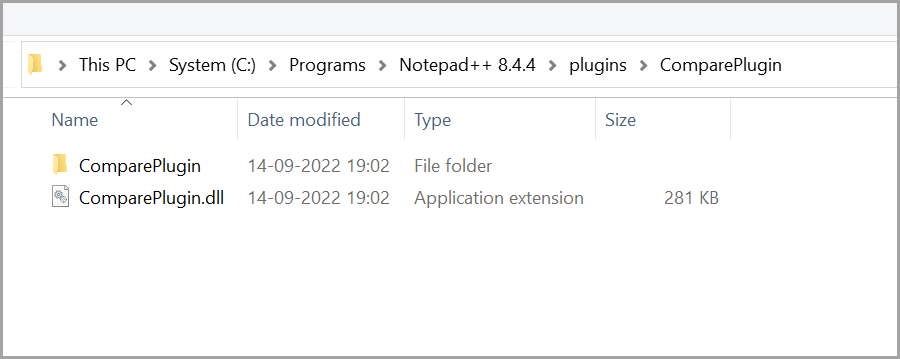 This PC System (C:) Programs Notepad++ 8.4.4 plugins ComparePlugin
Name Date modified Type Size
ComparePlugin 14-09-2022 19:02 File folder
ComparePlugin.dll 14-09-2022 19:02 Application extension 281 KB